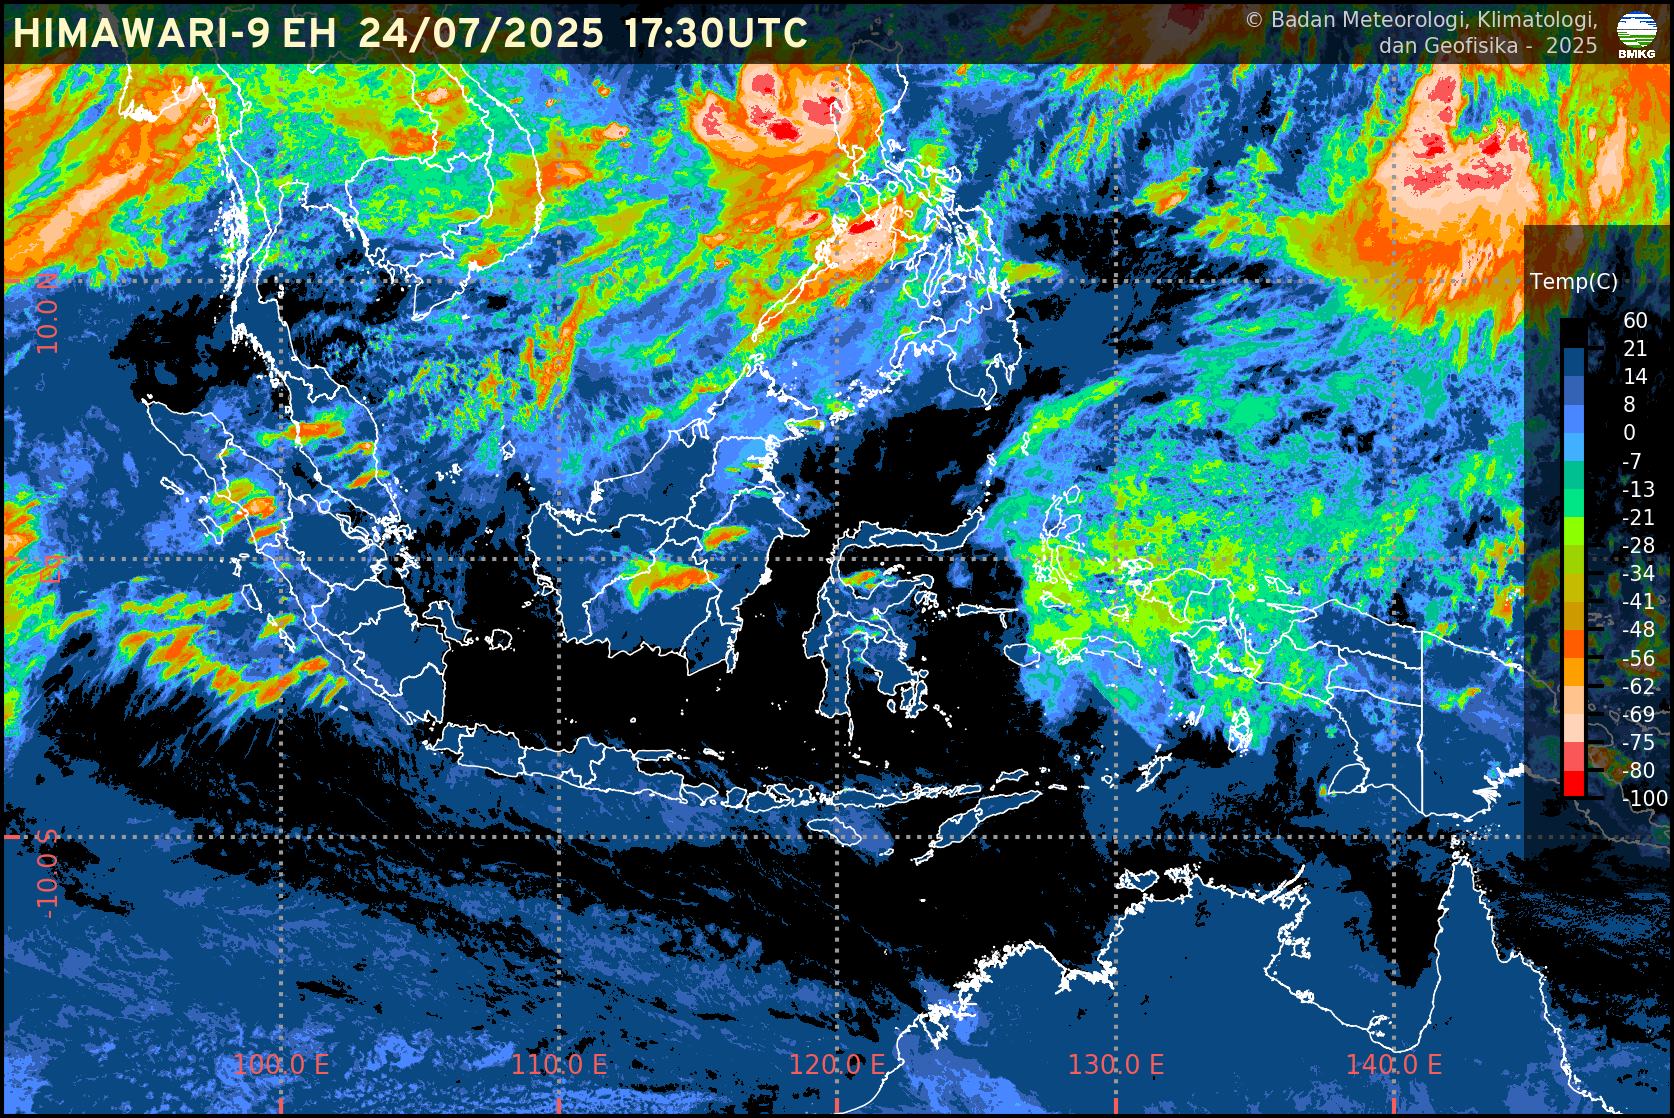 HIMAWARI-9 EH 24/07/2025 17:30UTC
© Badan Meteorologi, Klimatologi,
dan Geofisika - 2025
BMKG
Temp(C)
60
21
14
8
0
-7
-13
-21
-28
-34
-41
-48
-56
-62
-69
-75
-80
-100
10.0 N
Eq
-10.0 S
100.0 E
110.0 E
120.0 E
130.0 E
140.0 E